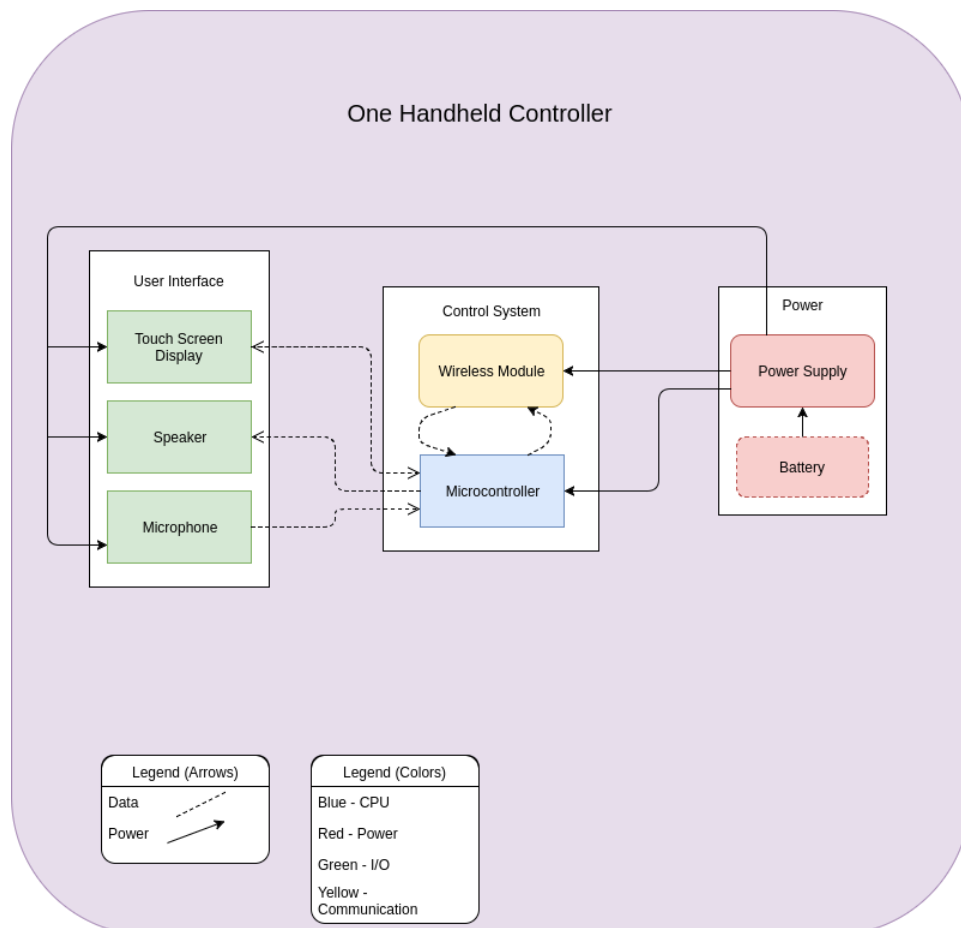 One Handheld Controller
User Interface
Touch Screen
Display
Speaker
Microphone
Control System
Wireless Module
Microcontroller
Power
Power Supply
Battery
Legend (Arrows)
Data
Power
Legend (Colors)
Blue - CPU
Red - Power
Green - I/O
Yellow -
Communication